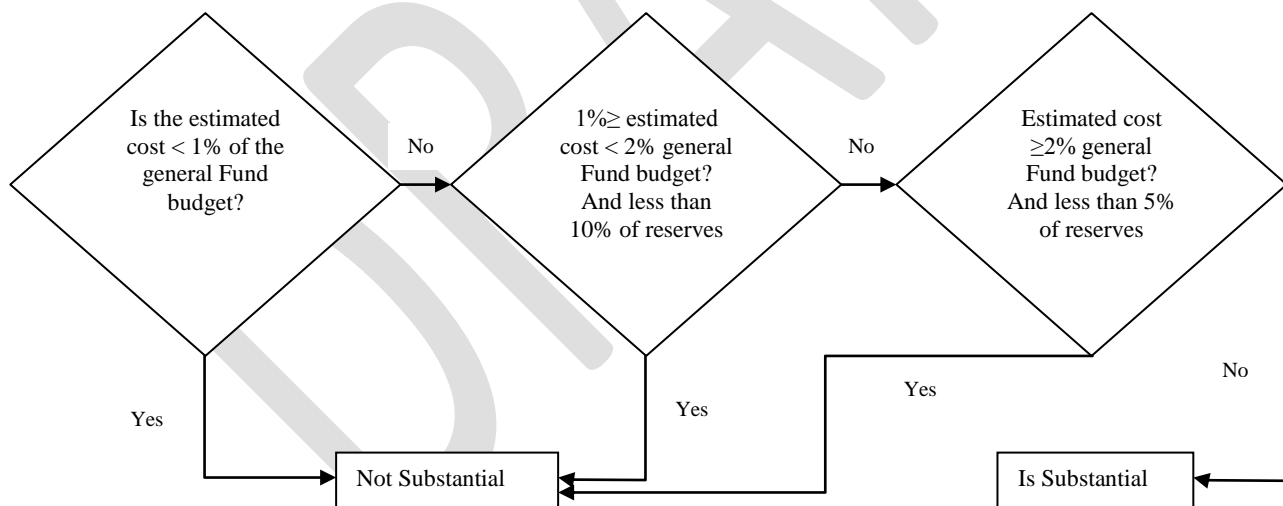 Is the estimated
cost < 1% of the
general Fund
budget?
No
1%≥ estimated
cost < 2% general
Fund budget?
And less than
10% of reserves
No
Estimated cost
≥2% general
Fund budget?
And less than 5%
of reserves
Yes
Yes
Yes
No
Not Substantial
Is Substantial